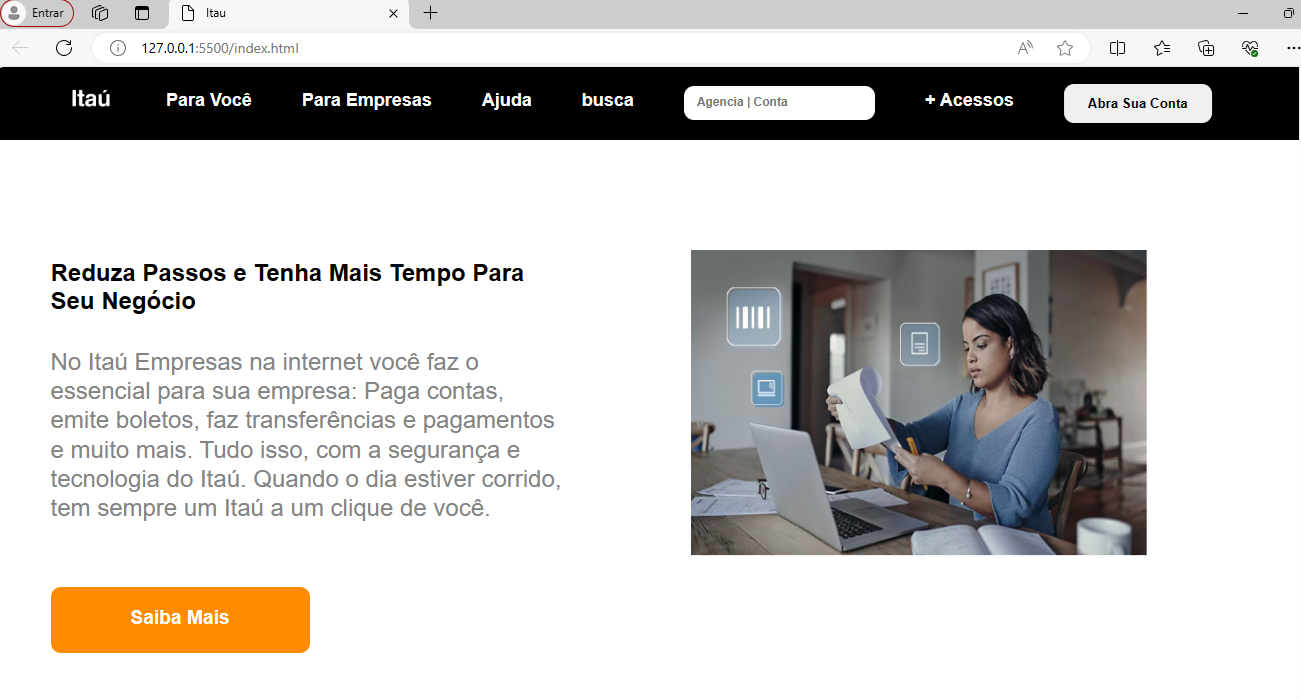 Entrar
Itau
127.0.0.1:5500/index.html
Itaú Para Você Para Empresas Ajuda busca Agencia | Conta + Acessos Abra Sua Conta
Reduza Passos e Tenha Mais Tempo Para
Seu Negócio
No Itaú Empresas na internet você faz o
essencial para sua empresa: Paga contas,
emite boletos, faz transferências e pagamentos
e muito mais. Tudo isso, com a segurança e
tecnologia do Itaú. Quando o dia estiver corrido,
tem sempre um Itaú a um clique de você.
Saiba Mais